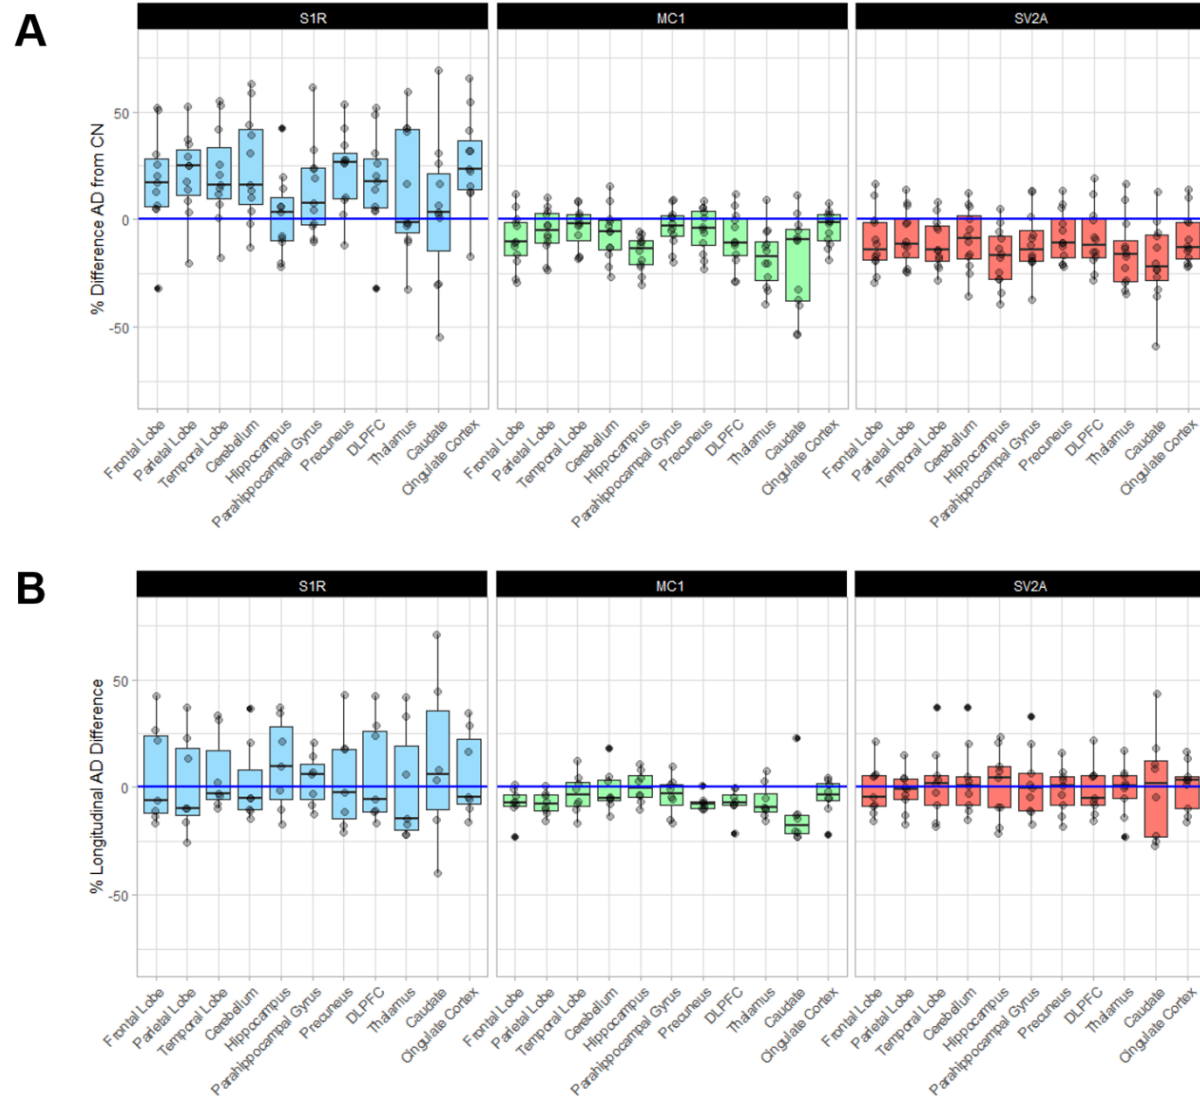 A
S1R MC1 SV2A
% Difference AD from CN
50
0
-50
Frontal Lobe Parietal Lobe Temporal Lobe Cerebellum Hippocampus Parahippocampal Gyrus Precuneus DLPFC Thalamus Caudate Cingulate Cortex
Frontal Lobe Parietal Lobe Temporal Lobe Cerebellum Hippocampus Parahippocampal Gyrus Precuneus DLPFC Thalamus Caudate Cingulate Cortex
Frontal Lobe Parietal Lobe Temporal Lobe Cerebellum Hippocampus Parahippocampal Gyrus Precuneus DLPFC Thalamus Caudate Cingulate Cortex
B
S1R MC1 SV2A
% Longitudinal AD Difference
50
0
-50
Frontal Lobe Parietal Lobe Temporal Lobe Cerebellum Hippocampus Parahippocampal Gyrus Precuneus DLPFC Thalamus Caudate Cingulate Cortex
Frontal Lobe Parietal Lobe Temporal Lobe Cerebellum Hippocampus Parahippocampal Gyrus Precuneus DLPFC Thalamus Caudate Cingulate Cortex
Frontal Lobe Parietal Lobe Temporal Lobe Cerebellum Hippocampus Parahippocampal Gyrus Precuneus DLPFC Thalamus Caudate Cingulate Cortex